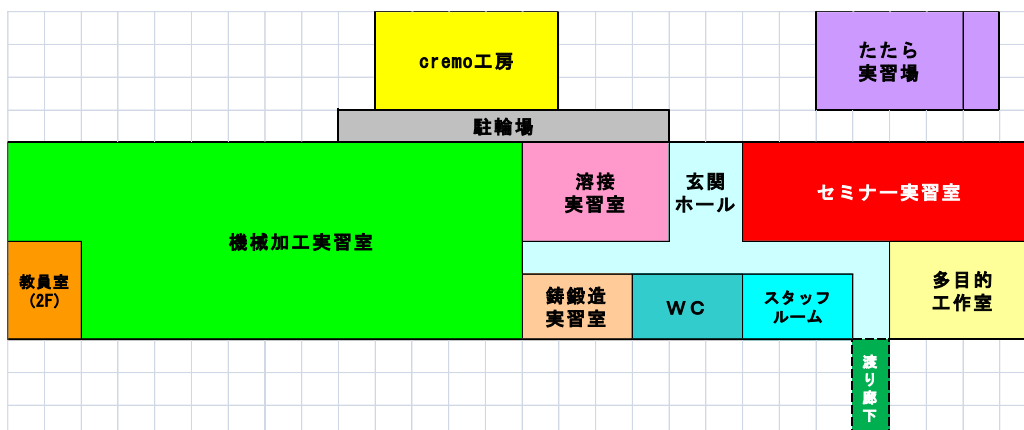 cremo工房
たたら
実習場
駐輪場
溶接
実習室
玄関
ホール
セミナー実習室
機械加工実習室
教員室
(2F)
鋳鍛造
実習室
WC
スタッフ
ルーム
多目的
工作室
渡り廊下